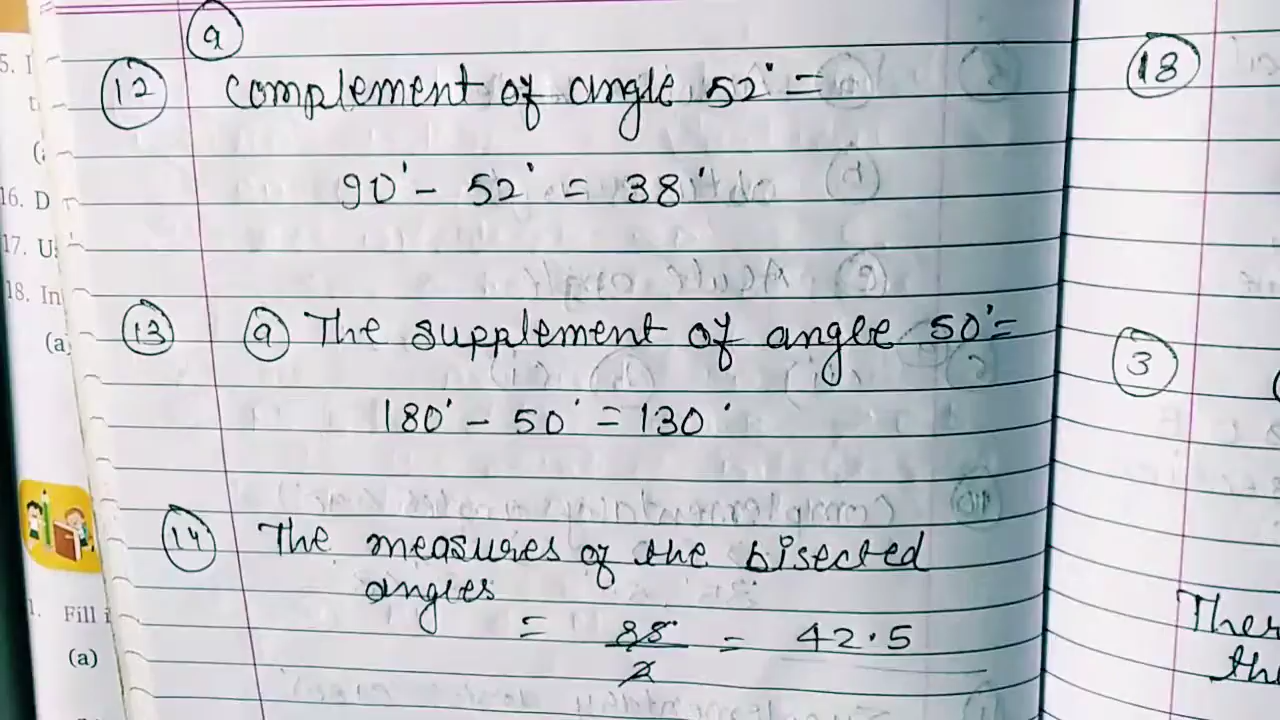 a
12 Complement of angle 52° =
90° - 52° = 38°
13 a The supplement of angle 50° =
180° - 50° = 130°
14 The measures of the bisected
angles
= 85° / 2 = 42.5
18
3
Ther
the
5. I
16. D
17. U
18. In
(a)
1. Fill i
(a)